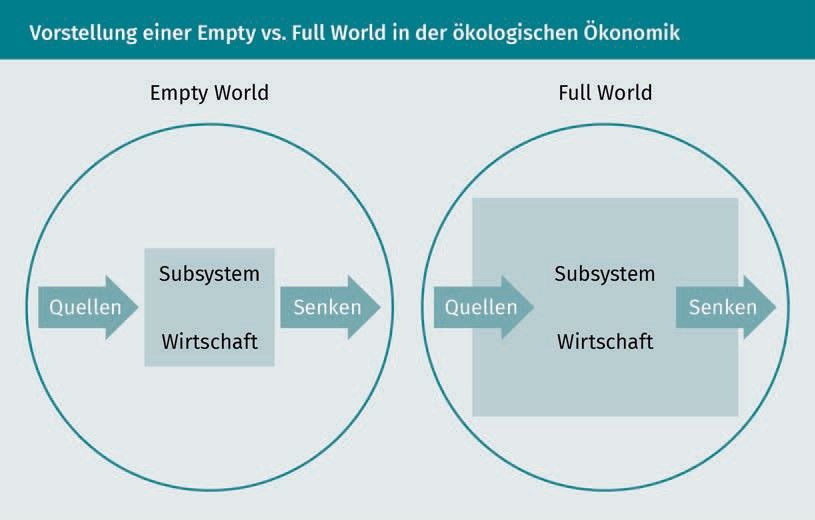 Vorstellung einer Empty vs. Full World in der ökologischen Ökonomik
Empty World
Quellen
Subsystem
Wirtschaft
Senken
Full World
Quellen
Subsystem
Wirtschaft
Senken